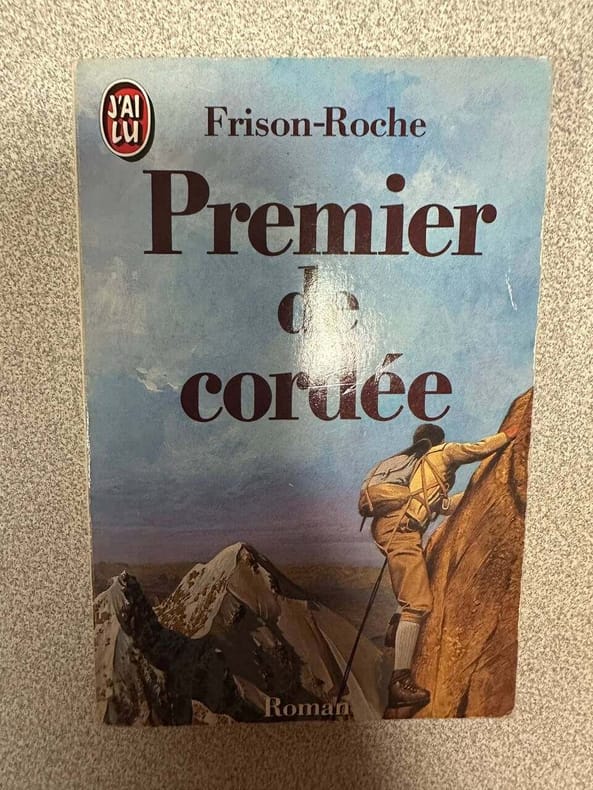 J'AI
LU
Frison-Roche
Premier
de
cordée
Roman